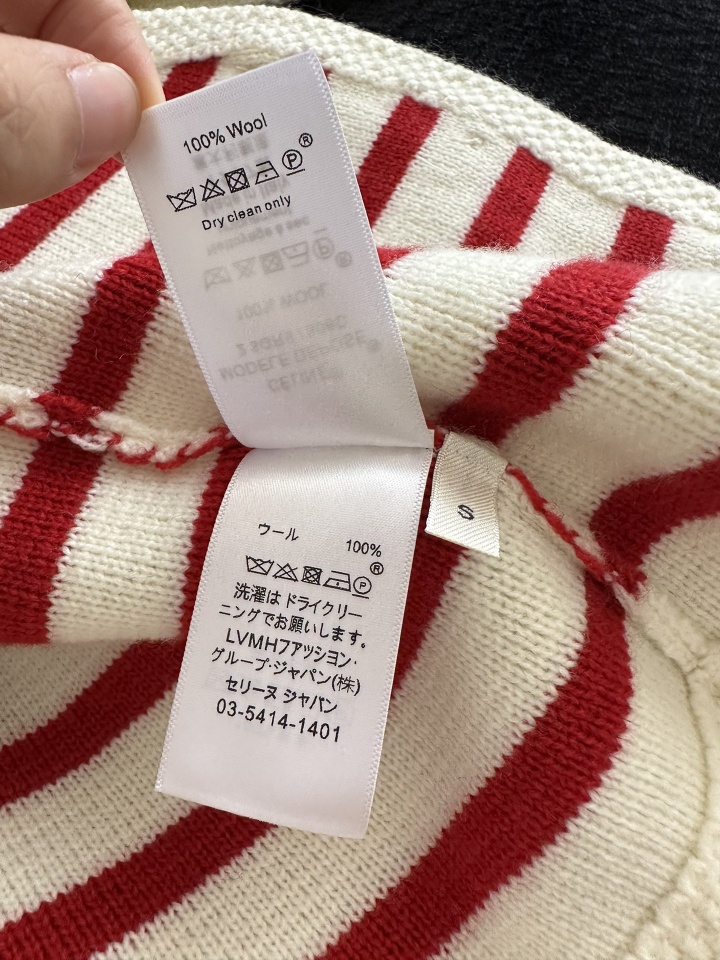 100% Wool
P ®
Dry clean only
S
ウール 100%
P ®
洗濯はドライクリー
ニングでお願いします。
LVMHファッション・
グループ・ジャパン(株)
セリーヌ ジャパン
03-5414-1401